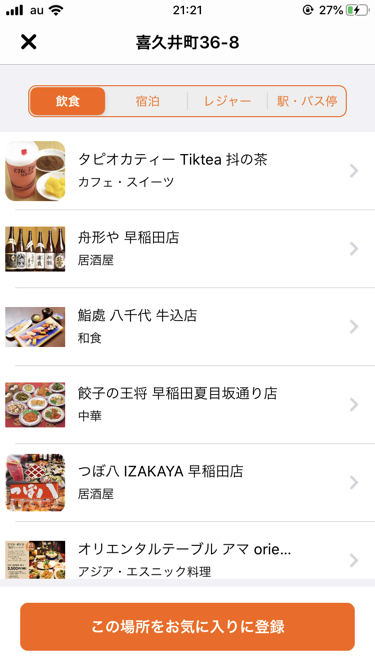 au 21:21 27%
喜久井町36-8
飲食 宿泊 レジャー 駅・バス停
タピオカティー Tiktea 抖の茶
カフェ・スイーツ
舟形や 早稲田店
居酒屋
鮨處 八千代 牛込店
和食
餃子の王将 早稲田夏目坂通り店
中華
つぼ八 IZAKAYA 早稲田店
居酒屋
つぼ八
オリエンタルテーブル アマ orie...
アジア・エスニック料理
この場所をお気に入りに登録